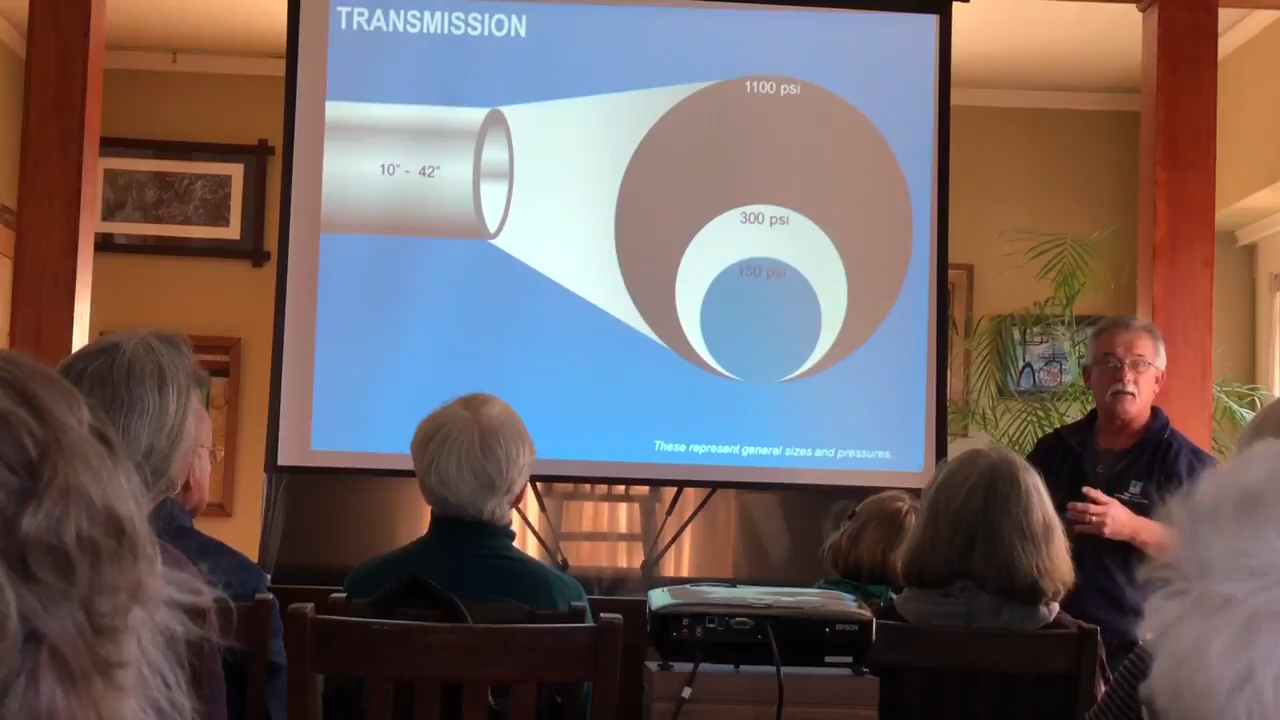 TRANSMISSION
1100 psi
10" - 42"
300 psi
150 psi
These represent general sizes and pressures.
EPSON